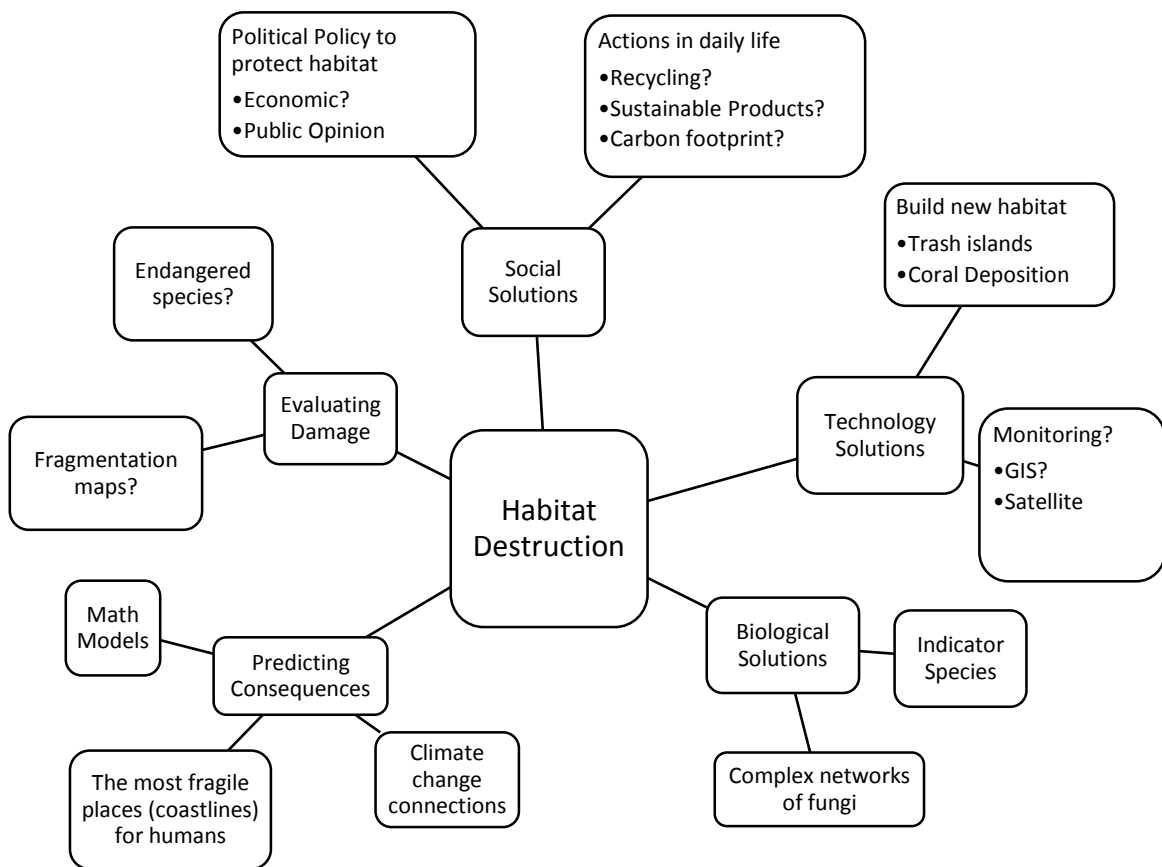 Political Policy to
protect habitat
•Economic?
•Public Opinion
Actions in daily life
•Recycling?
•Sustainable Products?
•Carbon footprint?
Build new habitat
•Trash islands
•Coral Deposition
Endangered
species?
Social
Solutions
Evaluating
Damage
Technology
Solutions
Fragmentation
maps?
Monitoring?
•GIS?
•Satellite
Habitat
Destruction
Math
Models
Predicting
Consequences
Biological
Solutions
Indicator
Species
The most fragile
places (coastlines)
for humans
Climate
change
connections
Complex networks
of fungi